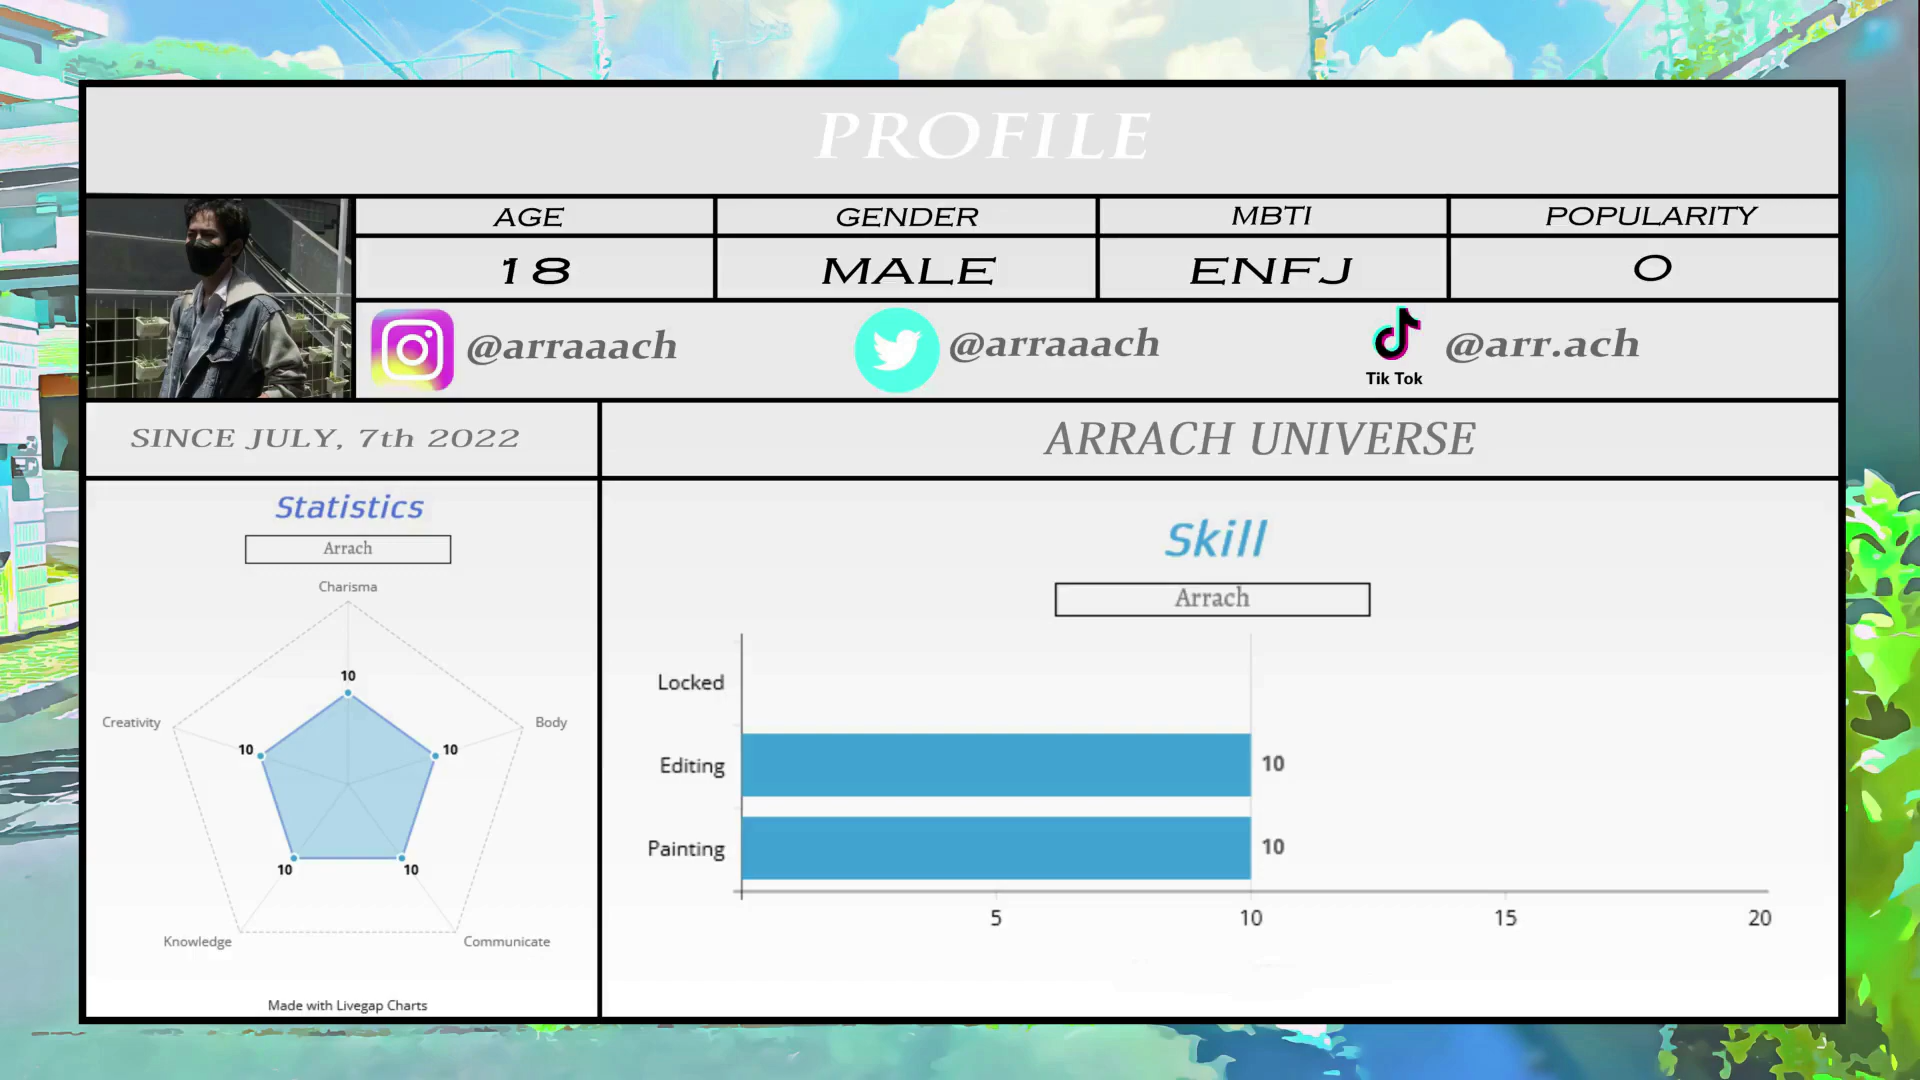 PROFILE
AGE
GENDER
MBTI
POPULARITY
18
MALE
ENFJ
0
@arraaach
@arraaach
Tik Tok
@arr.ach
SINCE JULY, 7th 2022
ARRACH UNIVERSE
Statistics
Arrach
Charisma
10
Creativity
Body
10
10
10
10
Knowledge
Communicate
Made with Livegap Charts
Skill
Arrach
Locked
Editing
10
Painting
10
5
10
15
20